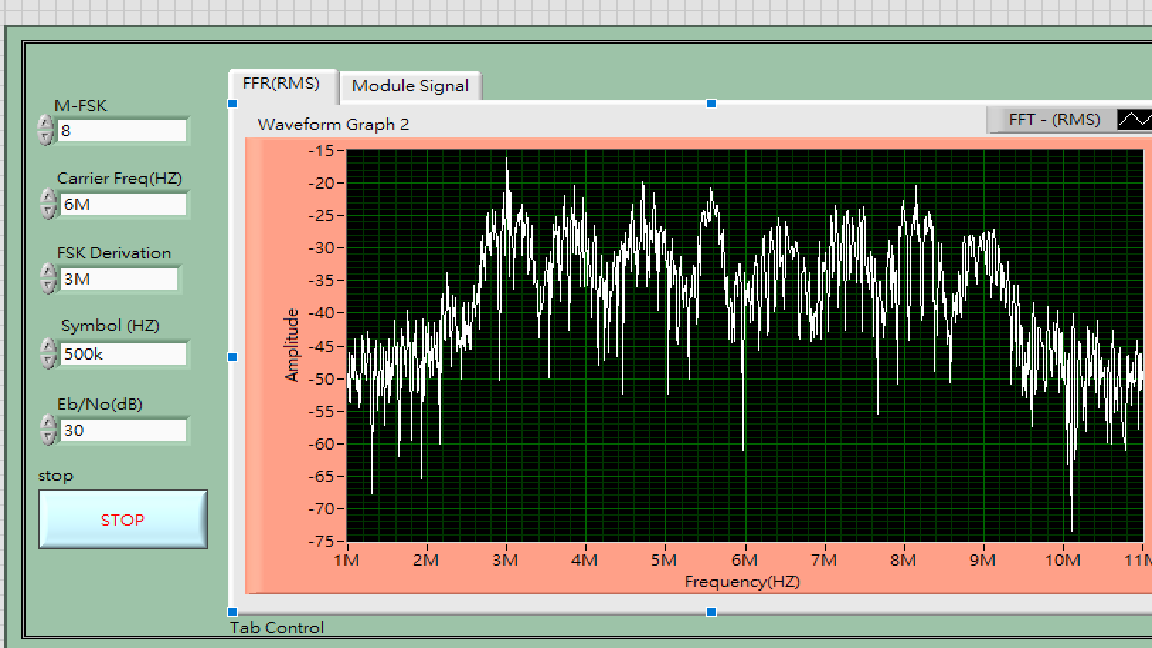 M-FSK
8
Carrier Freq(HZ)
6M
FSK Derivation
3M
Symbol (HZ)
500k
Eb/No(dB)
30
stop
STOP
FFR(RMS)
Module Signal
Waveform Graph 2
FFT - (RMS)
Amplitude
-15
-20
-25
-30
-35
-40
-45
-50
-55
-60
-65
-70
-75
1M 2M 3M 4M 5M 6M 7M 8M 9M 10M 11M
Frequency(HZ)
Tab Control